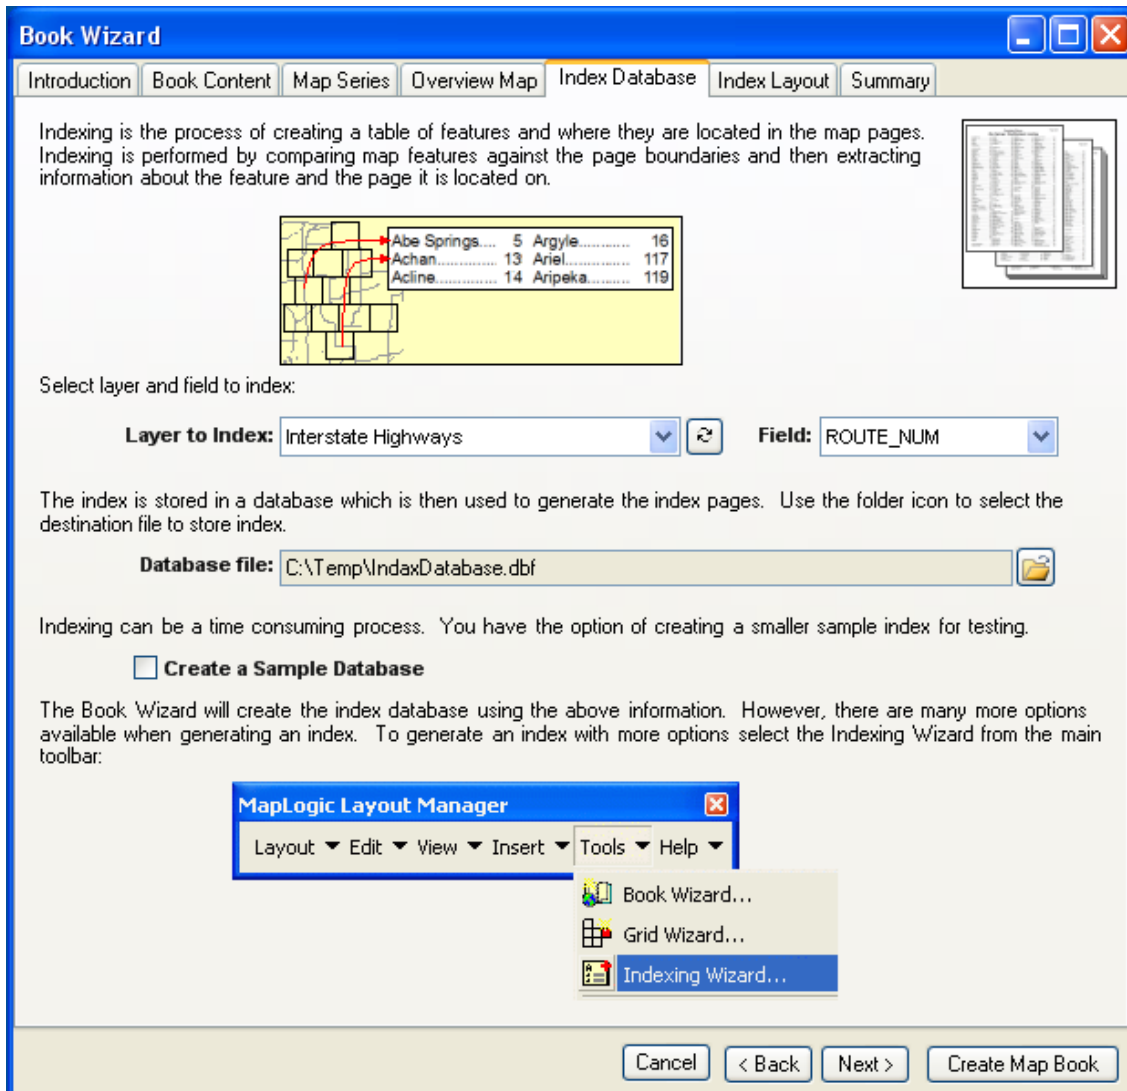 Book Wizard
Introduction Book Content Map Series Overview Map Index Database Index Layout Summary
Indexing is the process of creating a table of features and where they are located in the map pages.
Indexing is performed by comparing map features against the page boundaries and then extracting
information about the feature and the page it is located on.
Abe Springs.... 5 Argyle............ 16
Achan.............. 13 Ariel............... 117
Acline............... 14 Aripeka.......... 119
Select layer and field to index:
Layer to Index: Interstate Highways Field: ROUTE_NUM
The index is stored in a database which is then used to generate the index pages. Use the folder icon to select the
destination file to store index.
Database file: C:\Temp\IndaxDatabase.dbf
Indexing can be a time consuming process. You have the option of creating a smaller sample index for testing.
Create a Sample Database
The Book Wizard will create the index database using the above information. However, there are many more options
available when generating an index. To generate an index with more options select the Indexing Wizard from the main
toolbar:
MapLogic Layout Manager
Layout Edit View Insert Tools Help
Book Wizard...
Grid Wizard...
Indexing Wizard...
Cancel < Back Next > Create Map Book